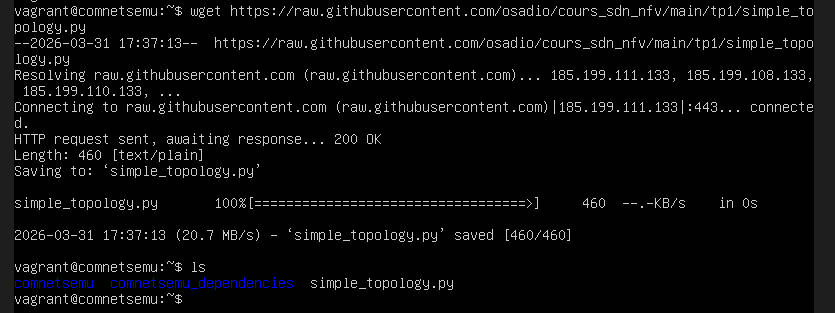 vagrant@comnetsemu:~$ wget https://raw.githubusercontent.com/osadio/cours_sdn_nfv/main/tp1/simple_to
pology.py
--2026-03-31 17:37:13--  https://raw.githubusercontent.com/osadio/cours_sdn_nfv/main/tp1/simple_topo
logy.py
Resolving raw.githubusercontent.com (raw.githubusercontent.com)... 185.199.111.133, 185.199.108.133,
 185.199.110.133, ...
Connecting to raw.githubusercontent.com (raw.githubusercontent.com)|185.199.111.133|:443... connecte
d.
HTTP request sent, awaiting response... 200 OK
Length: 460 [text/plain]
Saving to: ‘simple_topology.py’
simple_topology.py       100%[==================================>]     460  --.-KB/s    in 0s
2026-03-31 17:37:13 (20.7 MB/s) - ‘simple_topology.py’ saved [460/460]
vagrant@comnetsemu:~$ ls
comnetsemu  comnetsemu_dependencies  simple_topology.py
vagrant@comnetsemu:~$